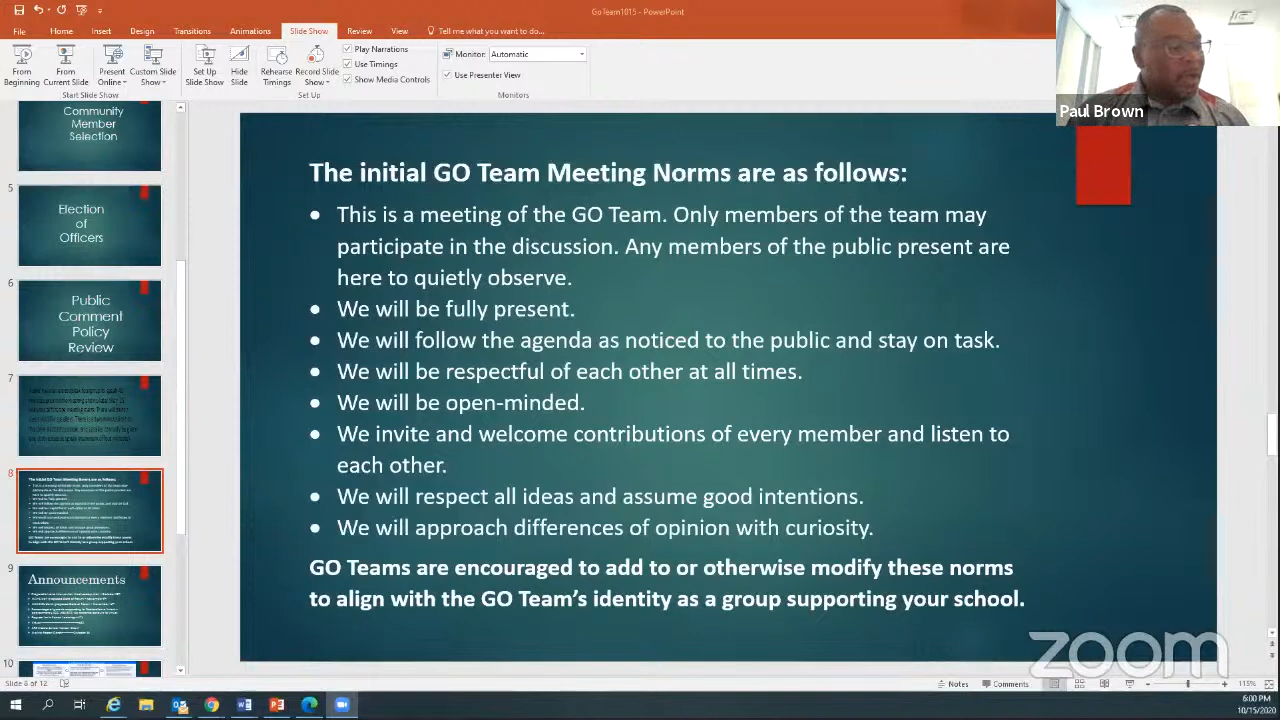 GoTeam1015 - PowerPoint
File Home Insert Design Transitions Animations Slide Show Review View Tell me what you want to do...
From Beginning
From Current Slide
Present Online
Custom Slide Show
Set Up Slide Show
Hide Slide
Rehearse Timings
Record Slide Show
Play Narrations
Use Timings
Show Media Controls
Monitor: Automatic
Use Presenter View
Start Slide Show
Set Up
Monitors
Paul Brown
Community
Member
Selection
5
Election
of
Officers
6
Public
Comment
Policy
Review
7
8
9
Announcements
10
The initial GO Team Meeting Norms are as follows:
• This is a meeting of the GO Team. Only members of the team may
participate in the discussion. Any members of the public present are
here to quietly observe.
• We will be fully present.
• We will follow the agenda as noticed to the public and stay on task.
• We will be respectful of each other at all times.
• We will be open-minded.
• We invite and welcome contributions of every member and listen to
each other.
• We will respect all ideas and assume good intentions.
• We will approach differences of opinion with curiosity.
GO Teams are encouraged to add to or otherwise modify these norms
to align with the GO Team's identity as a group supporting your school.
zoom
Slide 8 of 12
Notes
Comments
115%
6:00 PM
10/15/2020